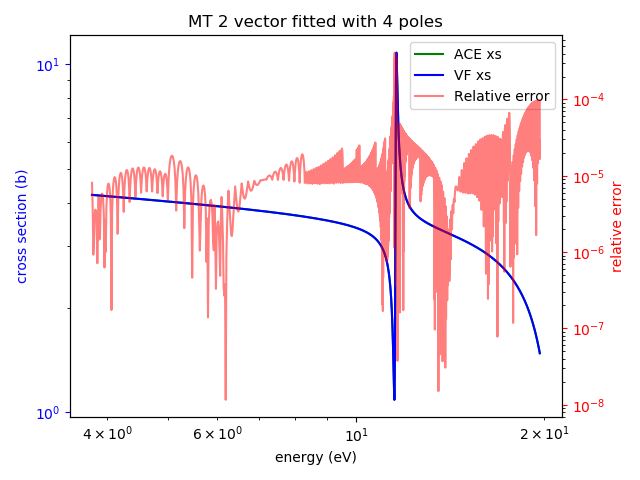 MT 2 vector fitted with 4 poles
ACE xs
VF xs
Relative error
10¹
10⁰
cross section (b)
10⁻⁴
10⁻⁵
10⁻⁶
10⁻⁷
10⁻⁸
relative error
4 × 10⁰
6 × 10⁰
10¹
2 × 10¹
energy (eV)